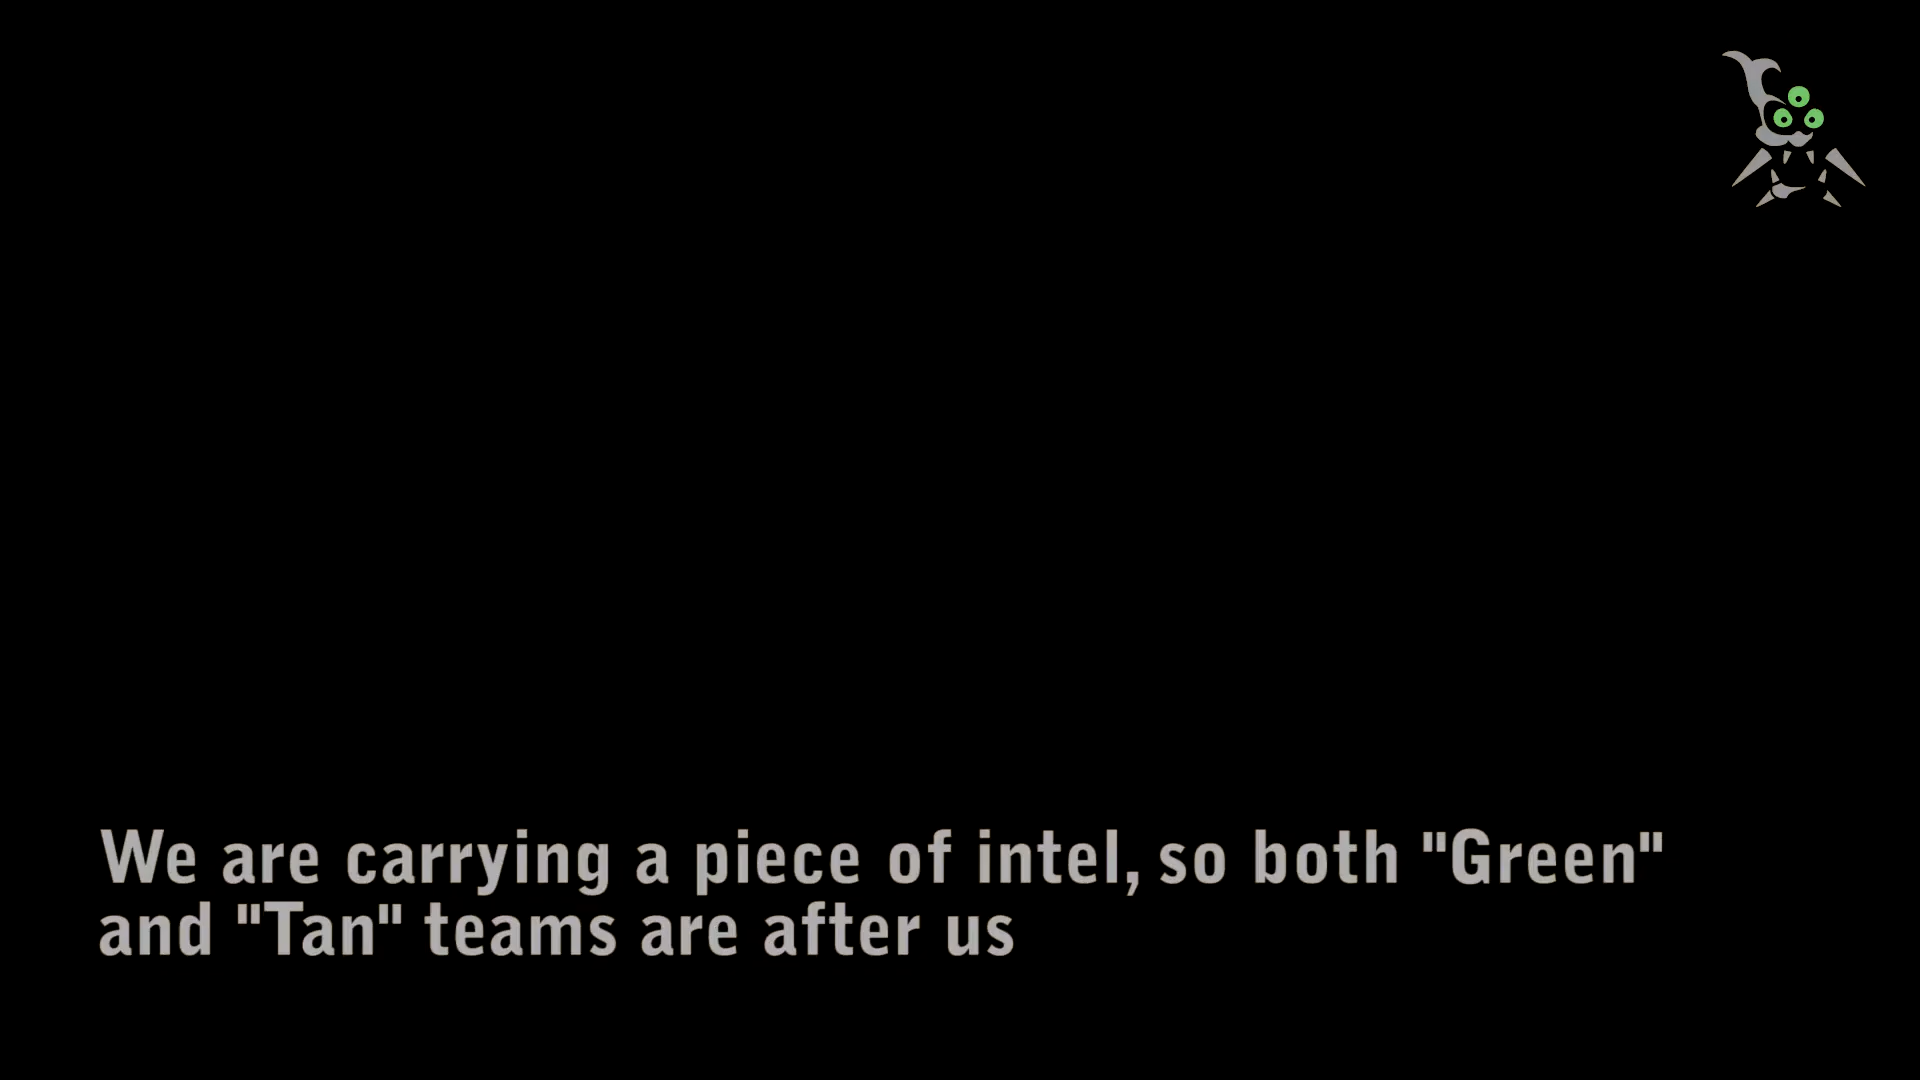 We are carrying a piece of intel, so both "Green"
and "Tan" teams are after us